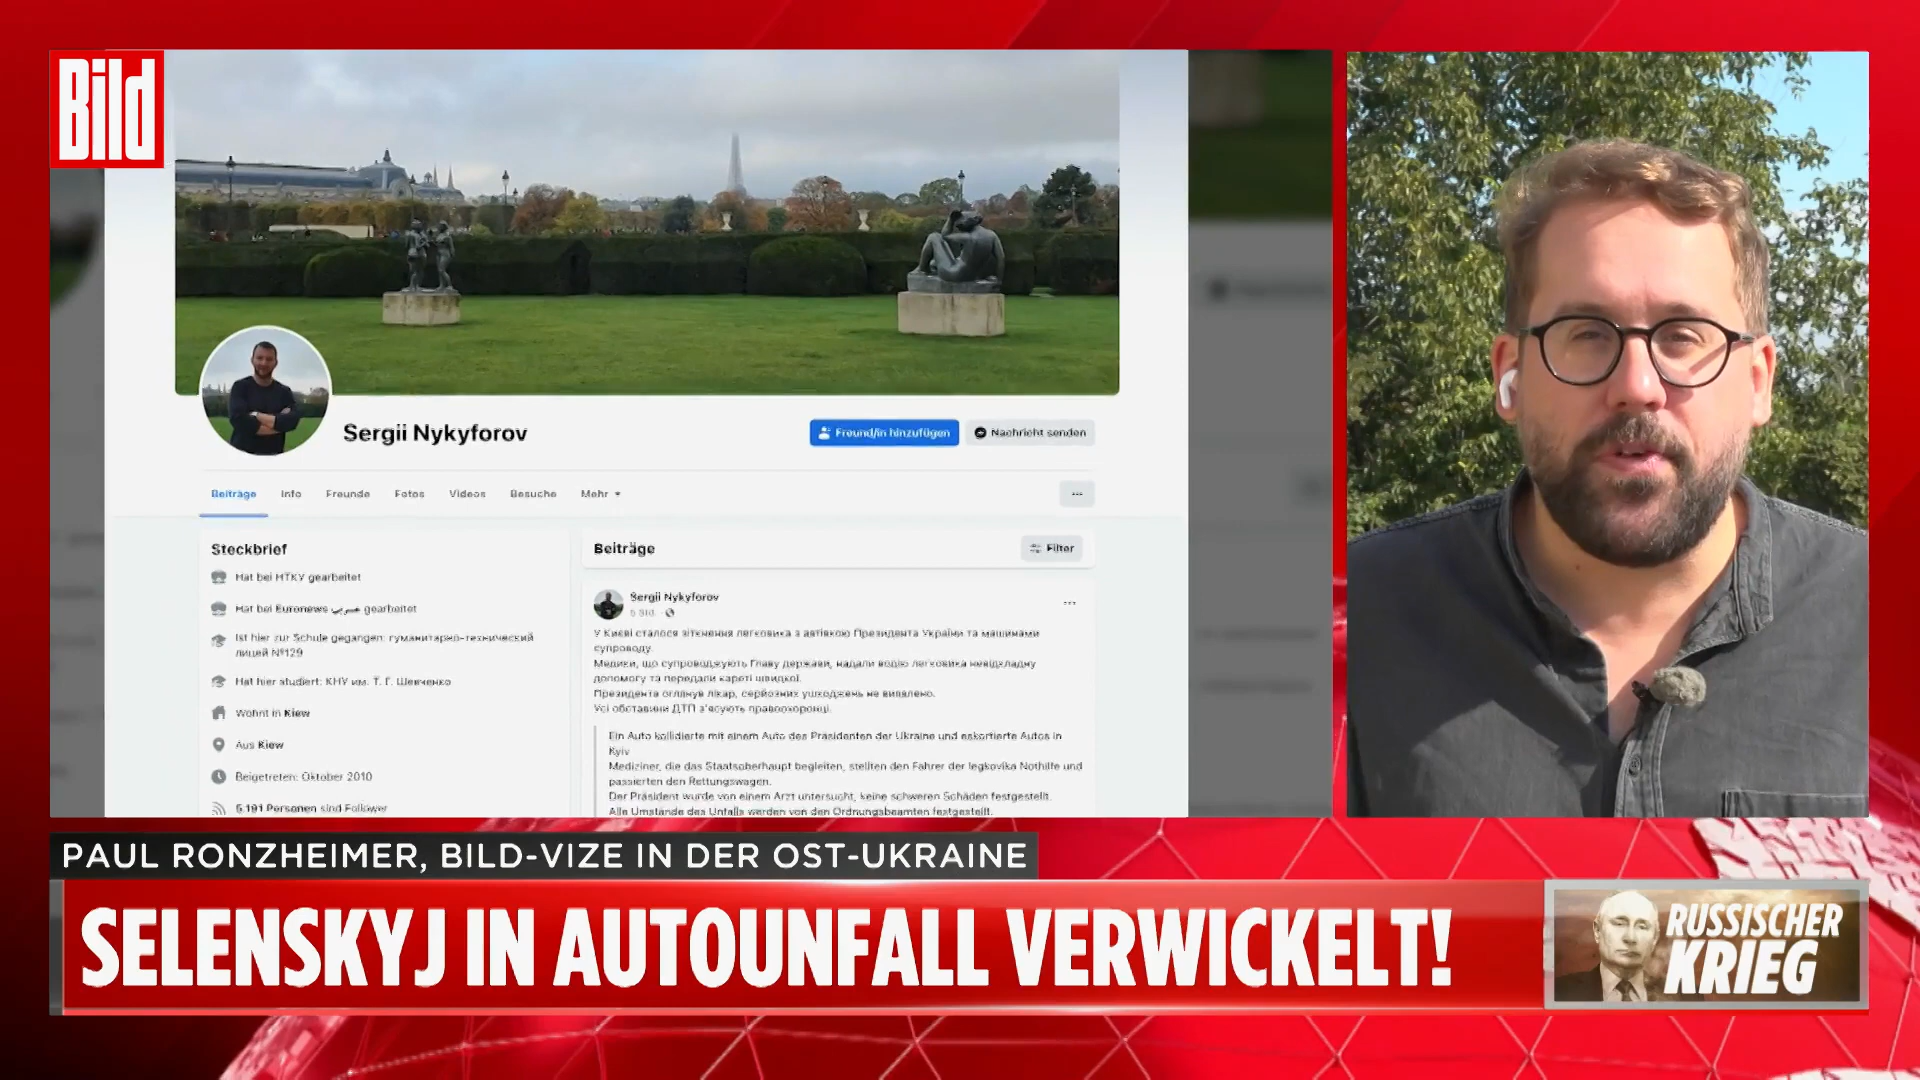 Bild
Sergii Nykyforov
Freund/in hinzufügen
Nachricht senden
Beiträge
Info
Freunde
Fotos
Videos
Besuche
Mehr
Steckbrief
Hat bei НТКУ gearbeitet
Hat bei Euronews عربي gearbeitet
Ist hier zur Schule gegangen: гуманитарно-технический
лицей №129
Hat hier studiert: КНУ им. Т. Г. Шевченко
Wohnt in Kiew
Aus Kiew
Beigetreten: Oktober 2010
5.191 Personen sind Follower
Beiträge
Filter
Sergii Nykyforov
5 Std.
У Києві сталося зіткнення легковика з автівкою Президента України та машинами
супроводу.
Медики, що супроводжують Главу держави, надали водію легковика невідкладну
допомогу та передали кареті швидкої.
Президента оглянув лікар, серйозних ушкоджень не виявлено.
Усі обставини ДТП з'ясують правоохоронці.
Ein Auto kollidierte mit einem Auto des Präsidenten der Ukraine und eskortierte Autos in
Kyiv
Mediziner, die das Staatsoberhaupt begleiten, stellten den Fahrer der legkovika Nothilfe und
passierten den Rettungswagen.
Der Präsident wurde von einem Arzt untersucht, keine schweren Schäden festgestellt.
Alle Umstände des Unfalls werden von den Ordnungsbeamten festgestellt.
PAUL RONZHEIMER, BILD-VIZE IN DER OST-UKRAINE
SELENSKYJ IN AUTOUNFALL VERWICKELT!
RUSSISCHER
KRIEG